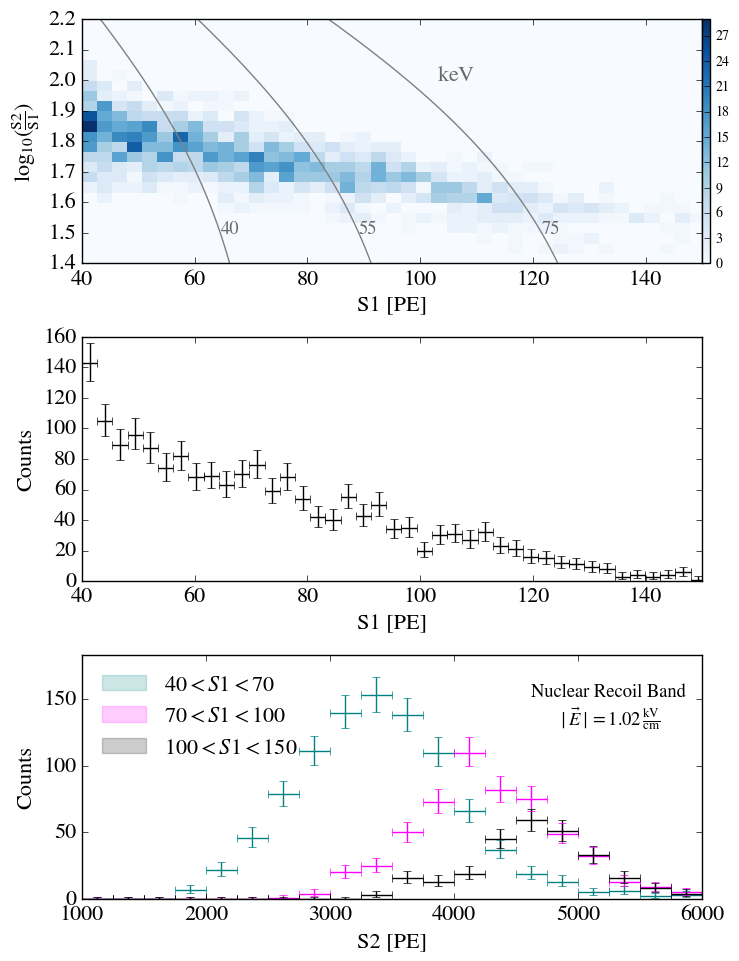 2.2
2.1
2.0
1.9
1.8
1.7
1.6
1.5
1.4
log₁₀(S2/S1)
keV
40
55
75
27
24
21
18
15
12
9
6
3
0
40 60 80 100 120 140
S1 [PE]
160
140
120
100
80
60
40
20
0
Counts
40 60 80 100 120 140
S1 [PE]
150
100
50
0
Counts
40 < S1 < 70
70 < S1 < 100
100 < S1 < 150
Nuclear Recoil Band
| E⃗ | = 1.02 kV/cm
1000 2000 3000 4000 5000 6000
S2 [PE]